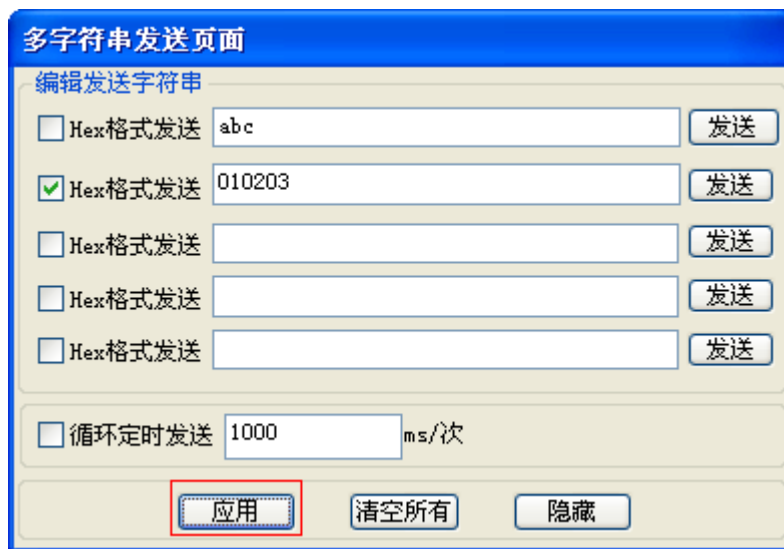 多字符串发送页面
编辑发送字符串
Hex格式发送 abc 发送
Hex格式发送 010203 发送
Hex格式发送 发送
Hex格式发送 发送
Hex格式发送 发送
循环定时发送 1000 ms/次
应用 清空所有 隐藏